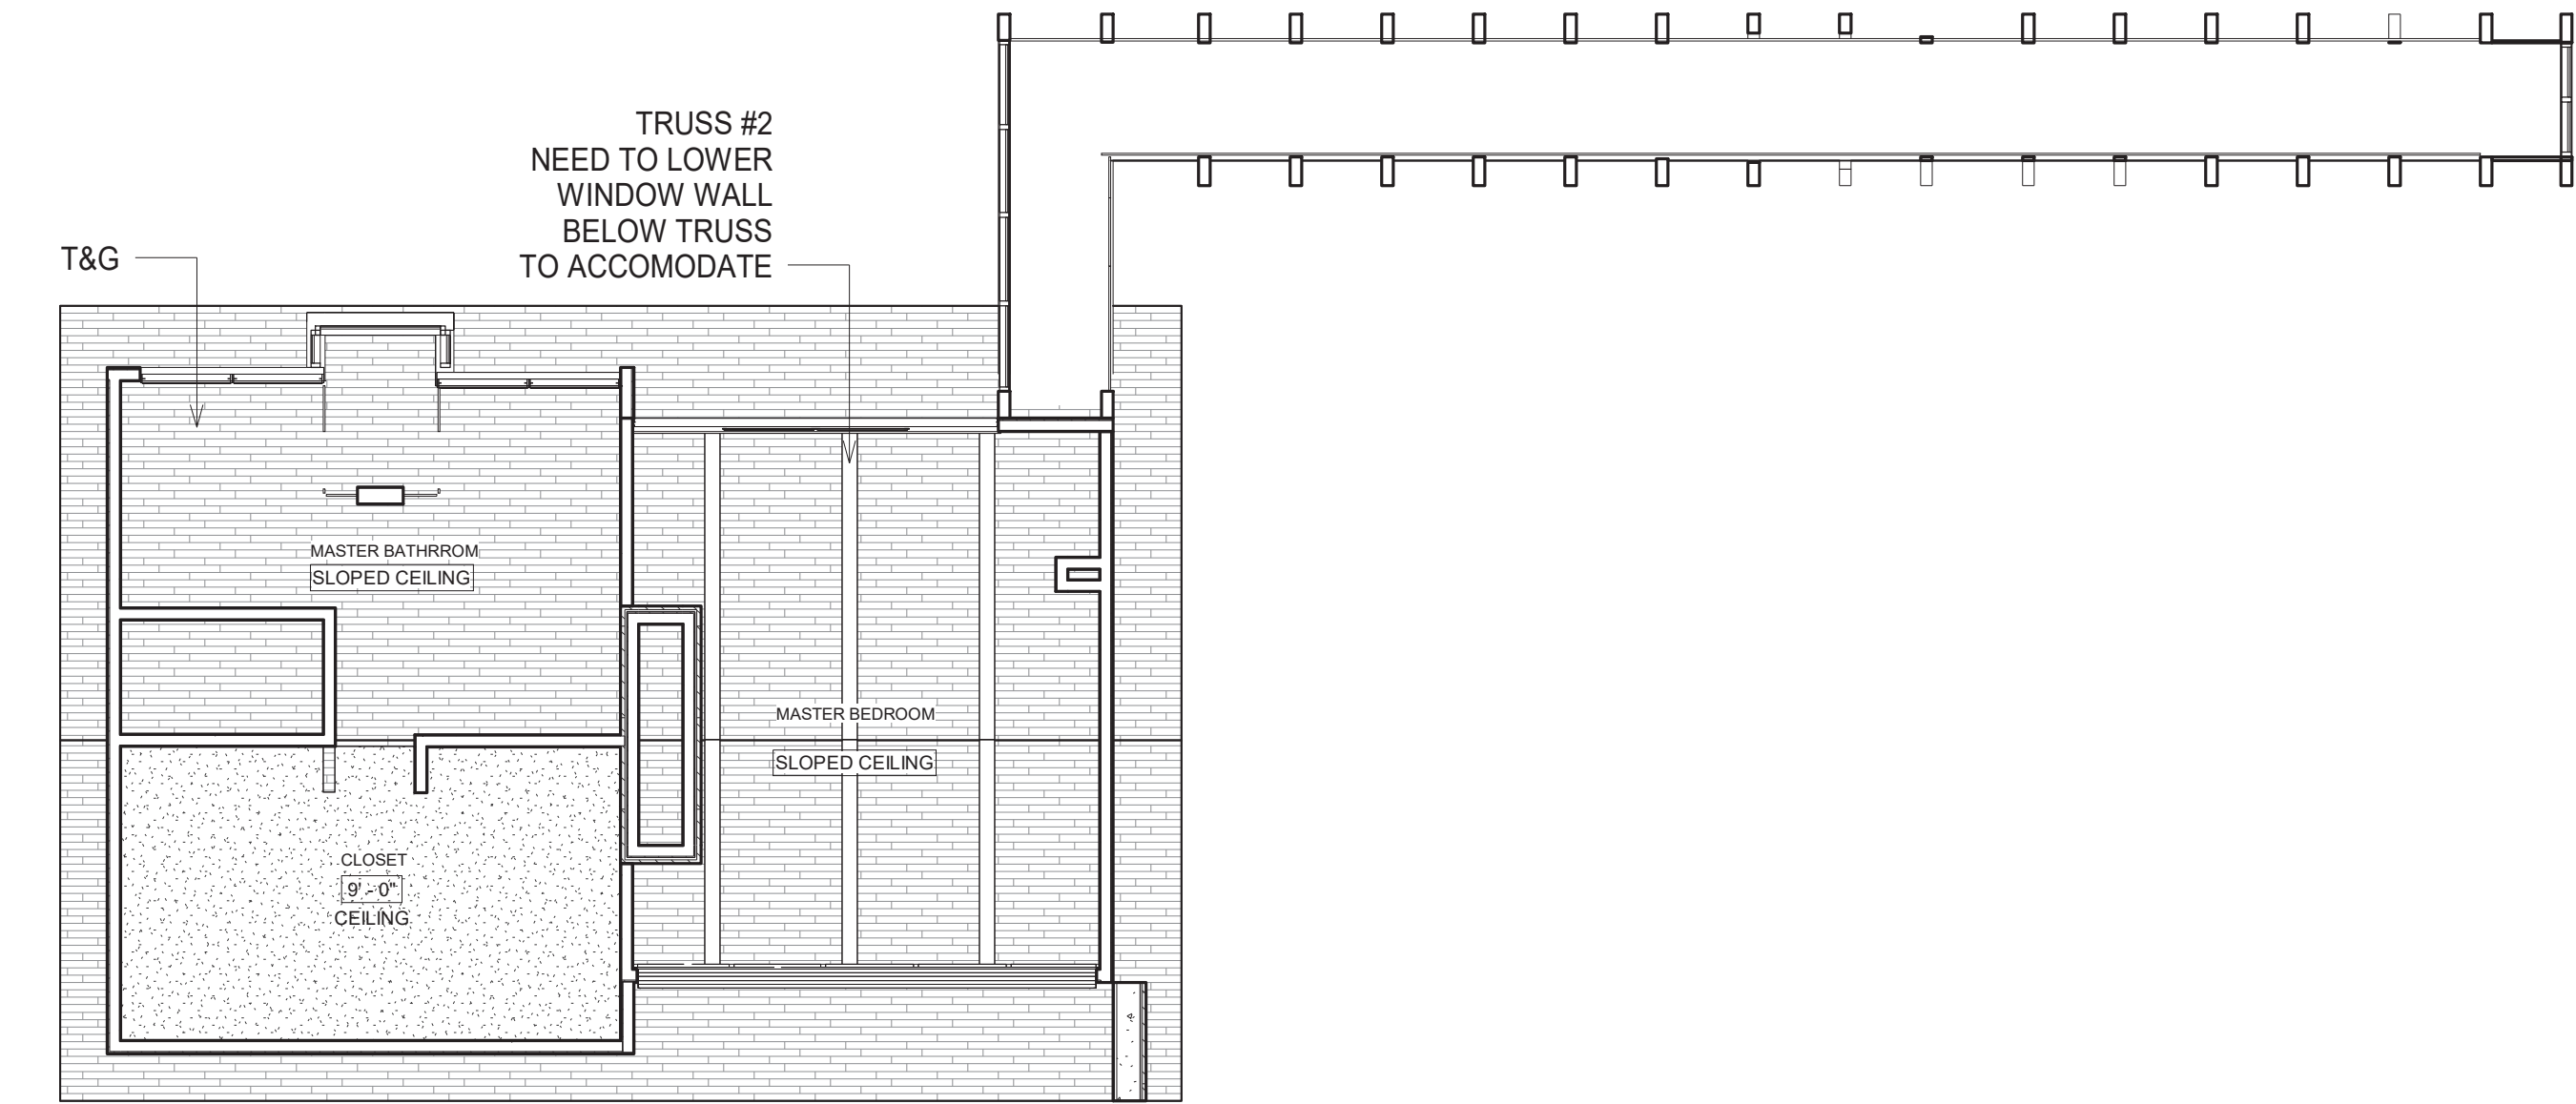 TRUSS #2
NEED TO LOWER
WINDOW WALL
BELOW TRUSS
TO ACCOMODATE
T&G
MASTER BATHRROM
SLOPED CEILING
MASTER BEDROOM
SLOPED CEILING
CLOSET
9' - 0"
CEILING